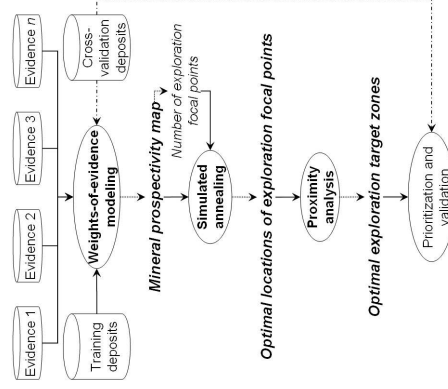 Evidence 1
Evidence 2
Evidence 3
Evidence n
Training
deposits
Weights-of-evidence
modeling
Cross-
validation
deposits
Mineral prospectivity map
Number of exploration
focal points
Simulated
annealing
Optimal locations of exploration focal points
Proximity
analysis
Optimal exploration target zones
Prioritization and
validation